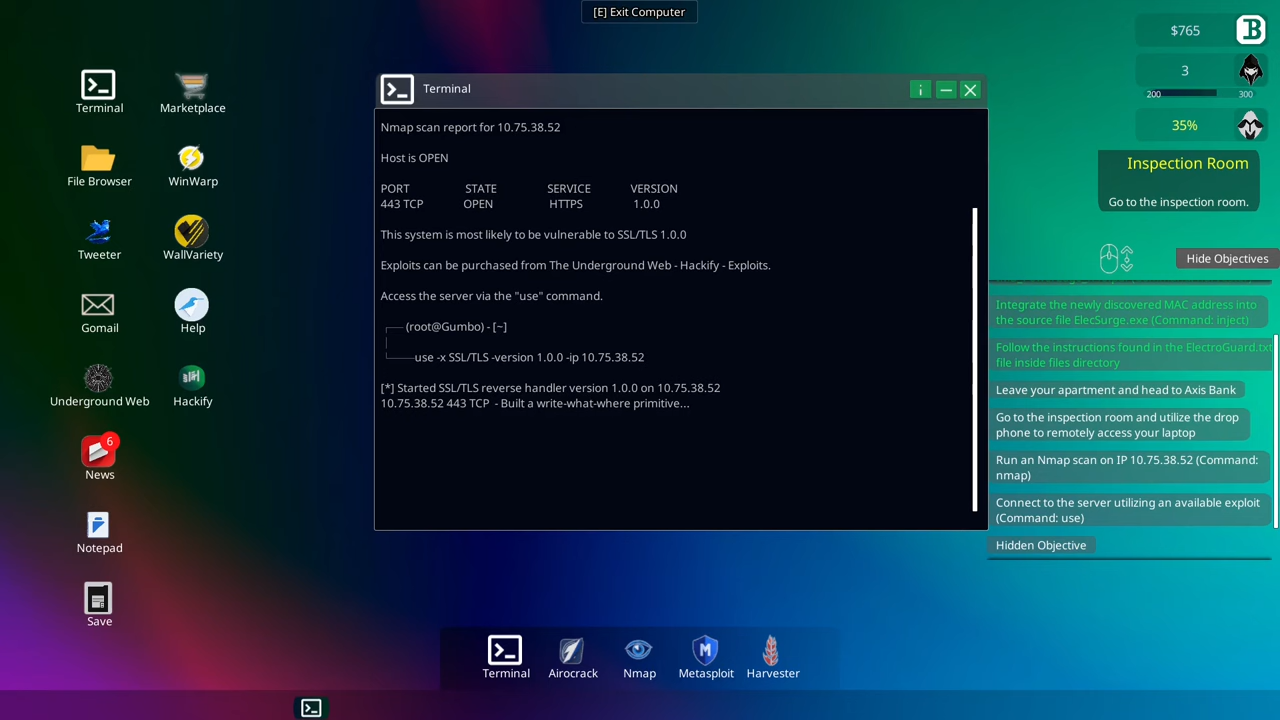 [E] Exit Computer
$765
B
3
200
300
35%
Inspection Room
Go to the inspection room.
Hide Objectives
Integrate the newly discovered MAC address into
the source file ElecSurge.exe (Command: inject)
Follow the instructions found in the ElectroGuard.txt
file inside files directory
Leave your apartment and head to Axis Bank
Go to the inspection room and utilize the drop
phone to remotely access your laptop
Run an Nmap scan on IP 10.75.38.52 (Command:
nmap)
Connect to the server utilizing an available exploit
(Command: use)
Hidden Objective
Terminal
Marketplace
File Browser
WinWarp
Tweeter
WallVariety
Gomail
Help
Underground Web
Hackify
6
News
Notepad
Save
Terminal
i
Nmap scan report for 10.75.38.52
Host is OPEN
PORT STATE SERVICE VERSION
443 TCP OPEN HTTPS 1.0.0
This system is most likely to be vulnerable to SSL/TLS 1.0.0
Exploits can be purchased from The Underground Web - Hackify - Exploits.
Access the server via the "use" command.
(root@Gumbo) - [~]
use -x SSL/TLS -version 1.0.0 -ip 10.75.38.52
[*] Started SSL/TLS reverse handler version 1.0.0 on 10.75.38.52
10.75.38.52 443 TCP - Built a write-what-where primitive...
Terminal
Airocrack
Nmap
M
Metasploit
Harvester